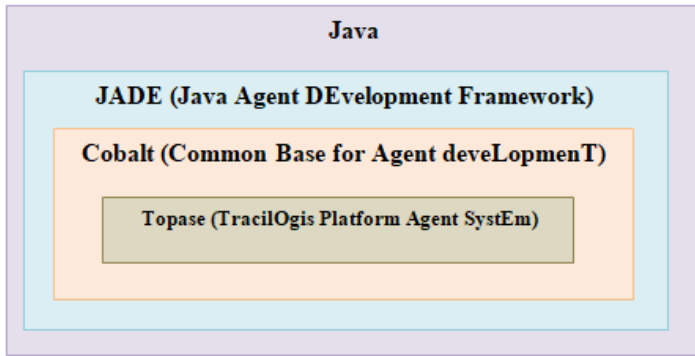 Java
JADE (Java Agent DEvelopment Framework)
Cobalt (Common Base for Agent deveLopmenT)
Topase (TracilOgis Platform Agent SystEm)